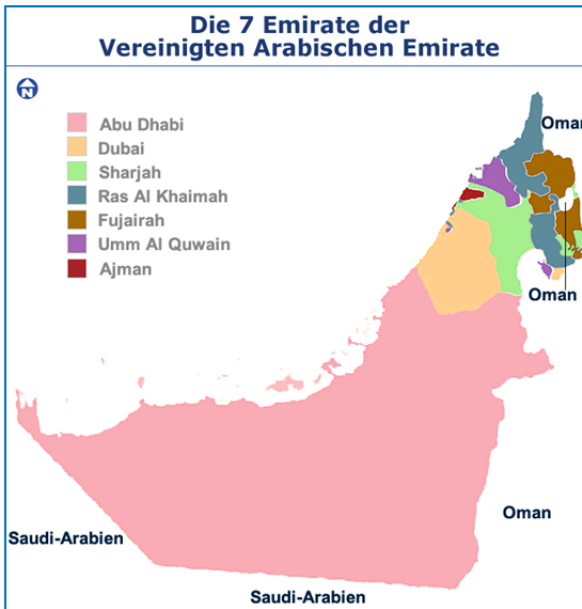 Die 7 Emirate der
Vereinigten Arabischen Emirate
N
Abu Dhabi
Dubai
Sharjah
Ras Al Khaimah
Fujairah
Umm Al Quwain
Ajman
Oman
Oman
Oman
Saudi-Arabien
Saudi-Arabien